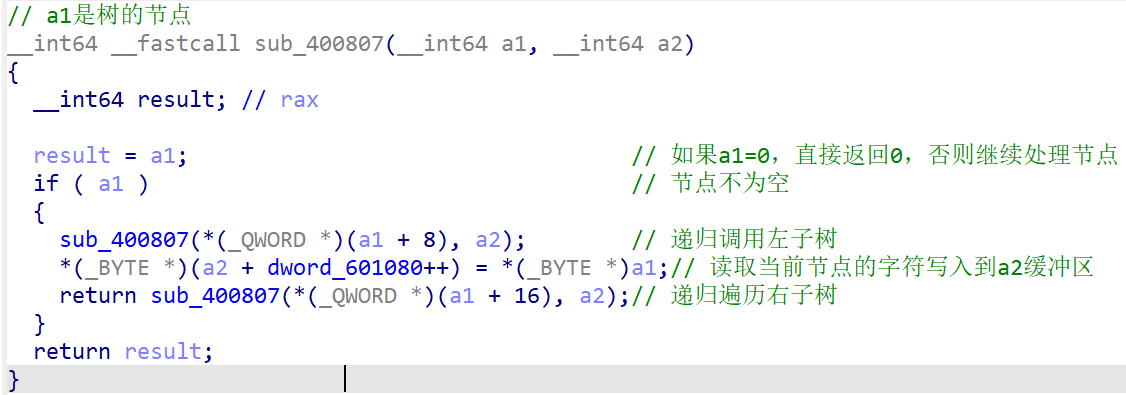 // a1是树的节点
__int64 __fastcall sub_400807(__int64 a1, __int64 a2)
{
  __int64 result; // rax

  result = a1;                                // 如果a1=0，直接返回0，否则继续处理节点
  if ( a1 )                                   // 节点不为空
  {
    sub_400807(*(_QWORD *)(a1 + 8), a2);        // 递归调用左子树
    *(_BYTE *)(a2 + dword_601080++) = *(_BYTE *)a1;// 读取当前节点的字符写入到a2缓冲区
    return sub_400807(*(_QWORD *)(a1 + 16), a2);// 递归遍历右子树
  }
  return result;
}